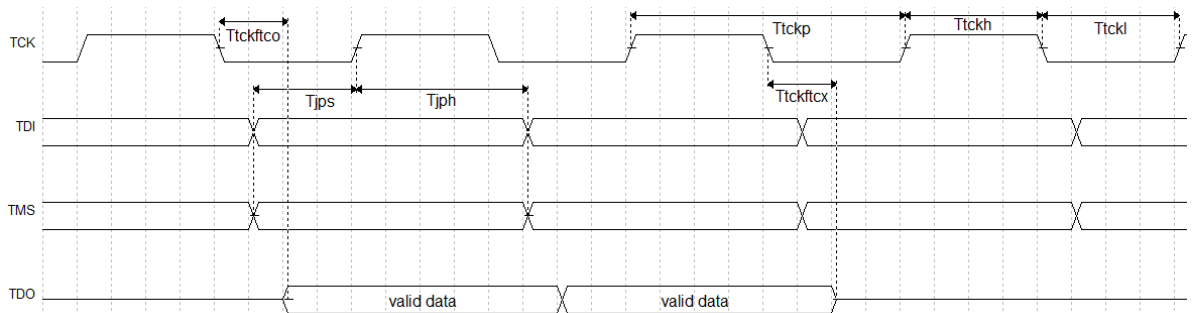 Ttckftco
Ttckp
Ttckh
Ttckl
TCK
Tjps
Tjph
Ttckftcx
TDI
TMS
TDO
valid data
valid data